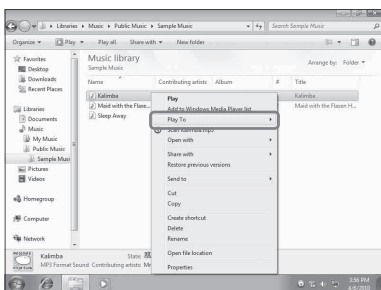 Libraries ▸ Music ▸ Public Music ▸ Sample Music
Search Sample Music
Organize Play Play all Share with New folder
Favorites
Desktop
Downloads
Recent Places
Libraries
Documents
Music
My Music
Public Music
Sample Musi
Pictures
Videos
Homegroup
Computer
Network
Music library
Sample Music
Arrange by: Folder
Name Contributing artists Album # Title
Kalimba Kalimba
Maid with the Flaxe... Maid with the Flaxen H...
Sleep Away
Play
Add to Windows Media Player list
Play To
Scan Kalimba.mp3
Open with
Share with
Restore previous versions
Send to
Cut
Copy
Create shortcut
Delete
Rename
Open file location
Properties
Kalimba State:
MP3 Format Sound Contributing artists: Mr
3:56 PM